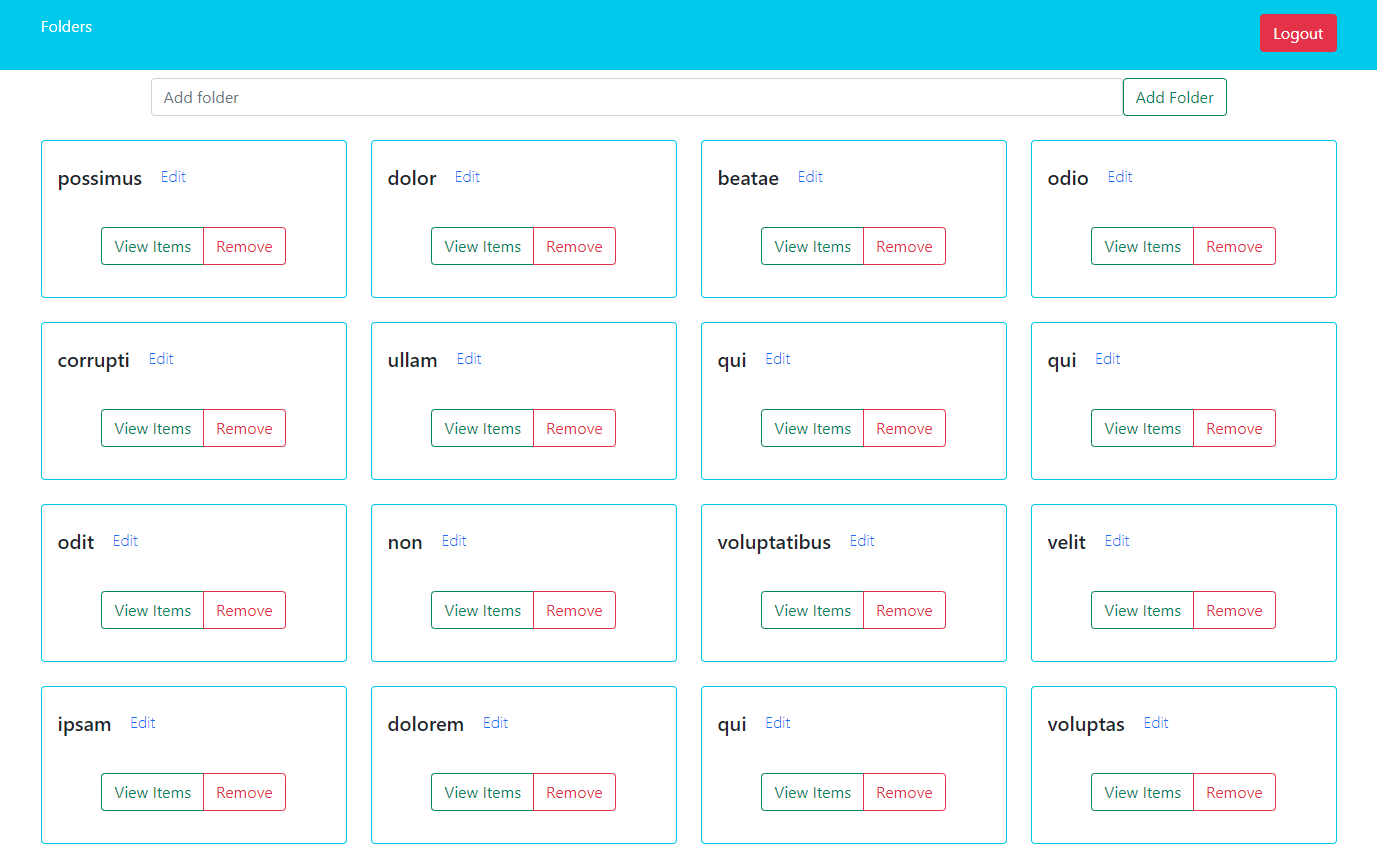 Folders Logout
Add folder Add Folder
possimus Edit dolor Edit beatae Edit odio Edit
View Items Remove View Items Remove View Items Remove View Items Remove
corrupti Edit ullam Edit qui Edit qui Edit
View Items Remove View Items Remove View Items Remove View Items Remove
odit Edit non Edit voluptatibus Edit velit Edit
View Items Remove View Items Remove View Items Remove View Items Remove
ipsam Edit dolorem Edit qui Edit voluptas Edit
View Items Remove View Items Remove View Items Remove View Items Remove